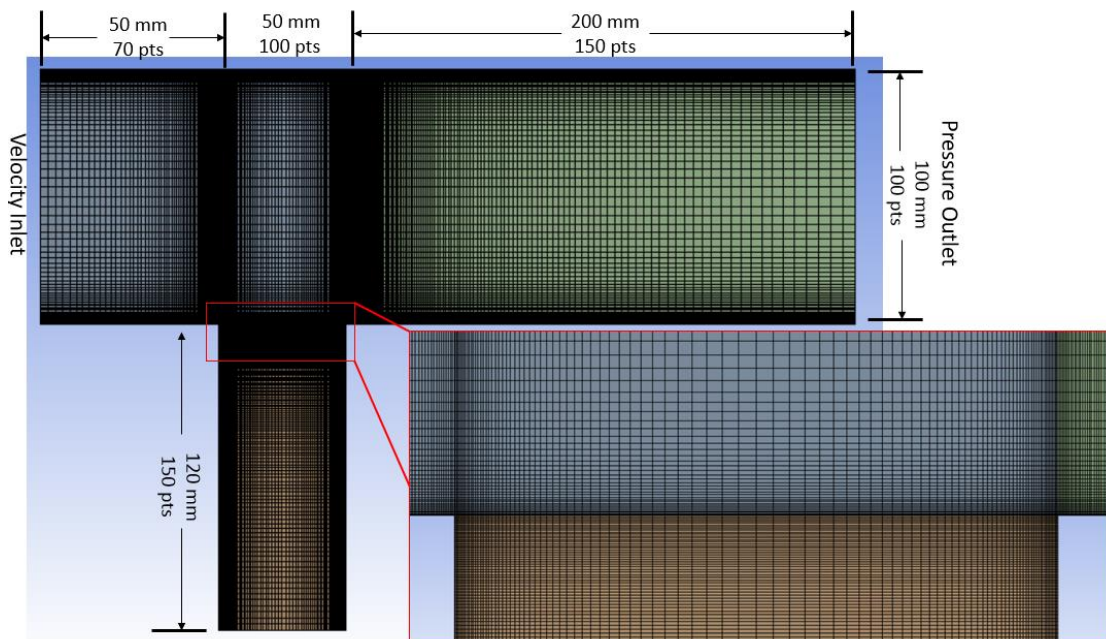 50 mm
70 pts
50 mm
100 pts
200 mm
150 pts
Velocity Inlet
100 mm
100 pts
Pressure Outlet
120 mm
150 pts